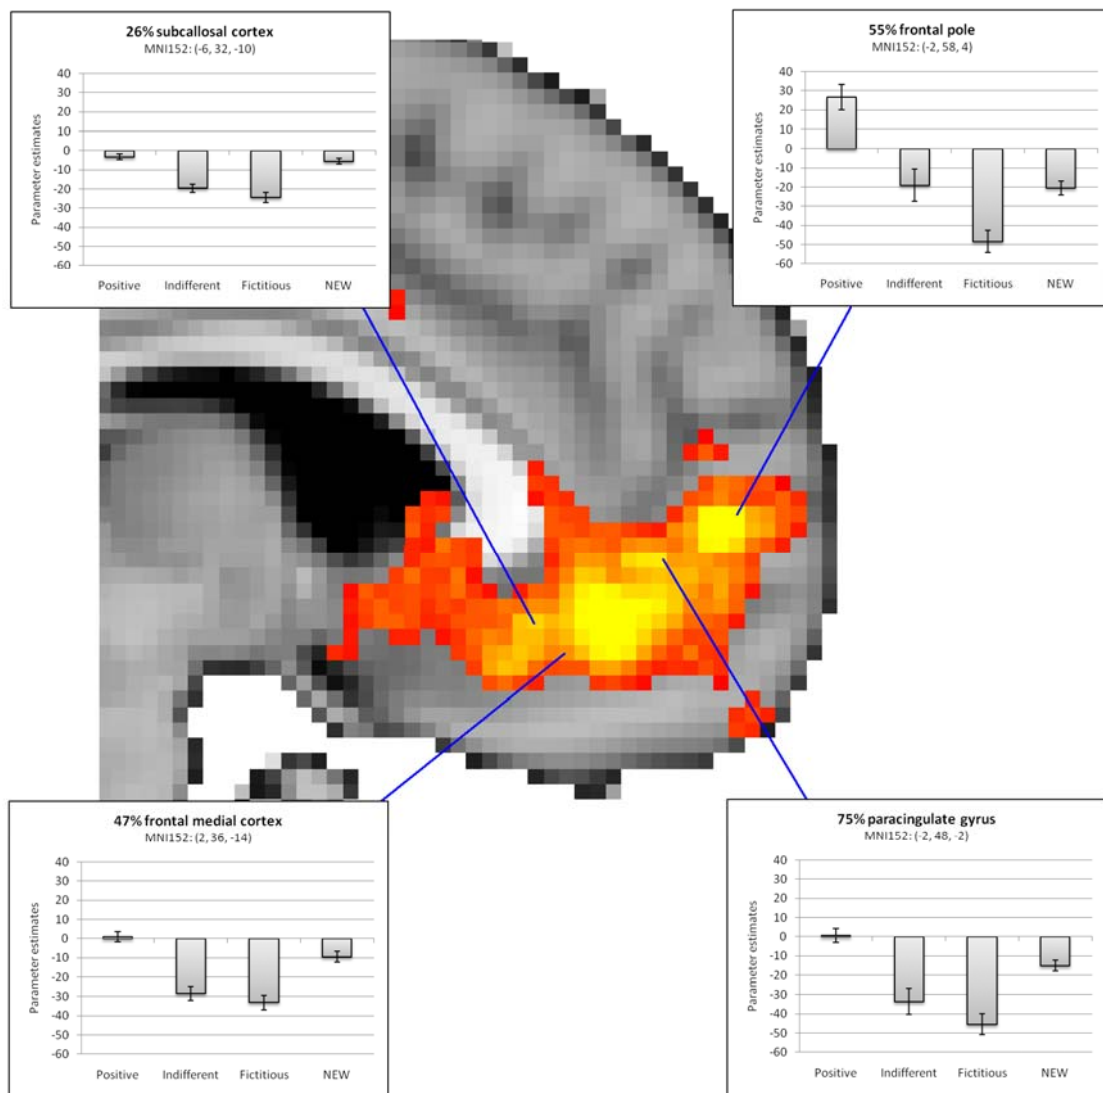 26% subcallosal cortex
MNI152: (-6, 32, -10)
Parameter estimates
40
30
20
10
0
-10
-20
-30
-40
-50
-60
Positive Indifferent Fictitious NEW
55% frontal pole
MNI152: (-2, 58, 4)
Parameter estimates
40
30
20
10
0
-10
-20
-30
-40
-50
-60
Positive Indifferent Fictitious NEW
47% frontal medial cortex
MNI152: (2, 36, -14)
Parameter estimates
40
30
20
10
0
-10
-20
-30
-40
-50
-60
Positive Indifferent Fictitious NEW
75% paracingulate gyrus
MNI152: (-2, 48, -2)
Parameter estimates
40
30
20
10
0
-10
-20
-30
-40
-50
-60
Positive Indifferent Fictitious NEW